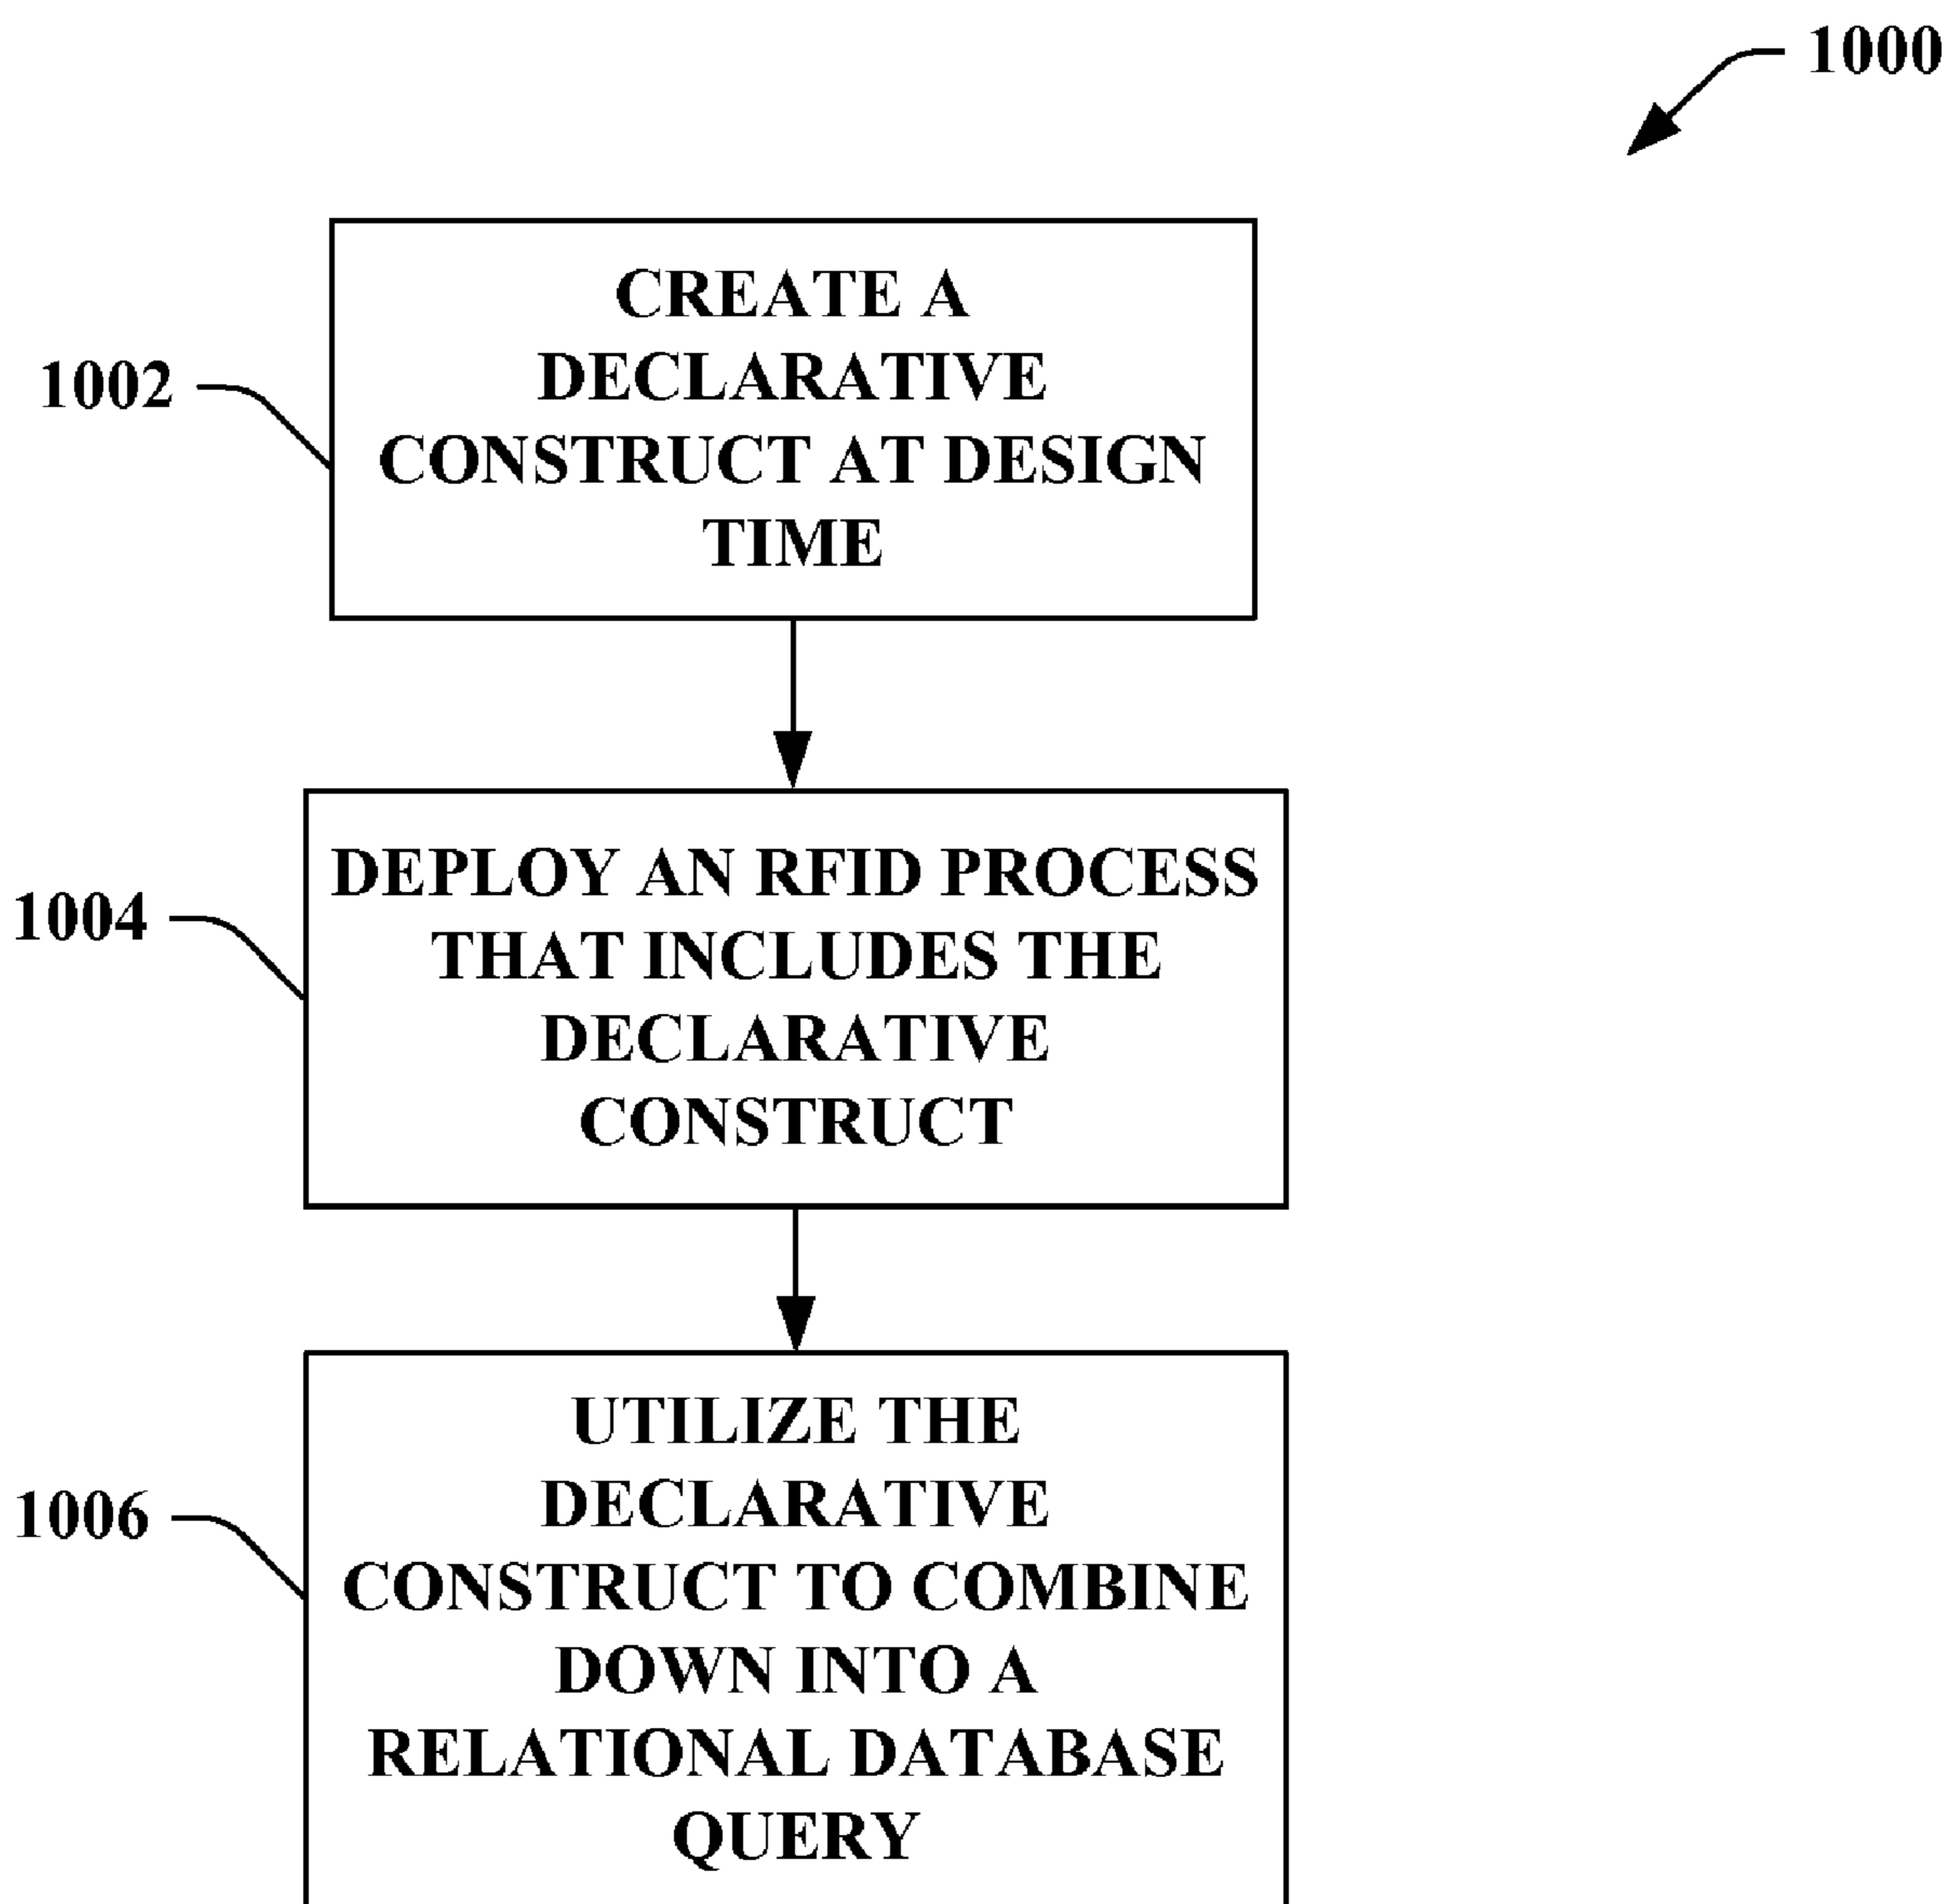 1000
CREATE A
DECLARATIVE
CONSTRUCT AT DESIGN
TIME
1002
DEPLOY AN RFID PROCESS
THAT INCLUDES THE
DECLARATIVE
CONSTRUCT
1004
UTILIZE THE
DECLARATIVE
CONSTRUCT TO COMBINE
DOWN INTO A
RELATIONAL DATABASE
QUERY
1006